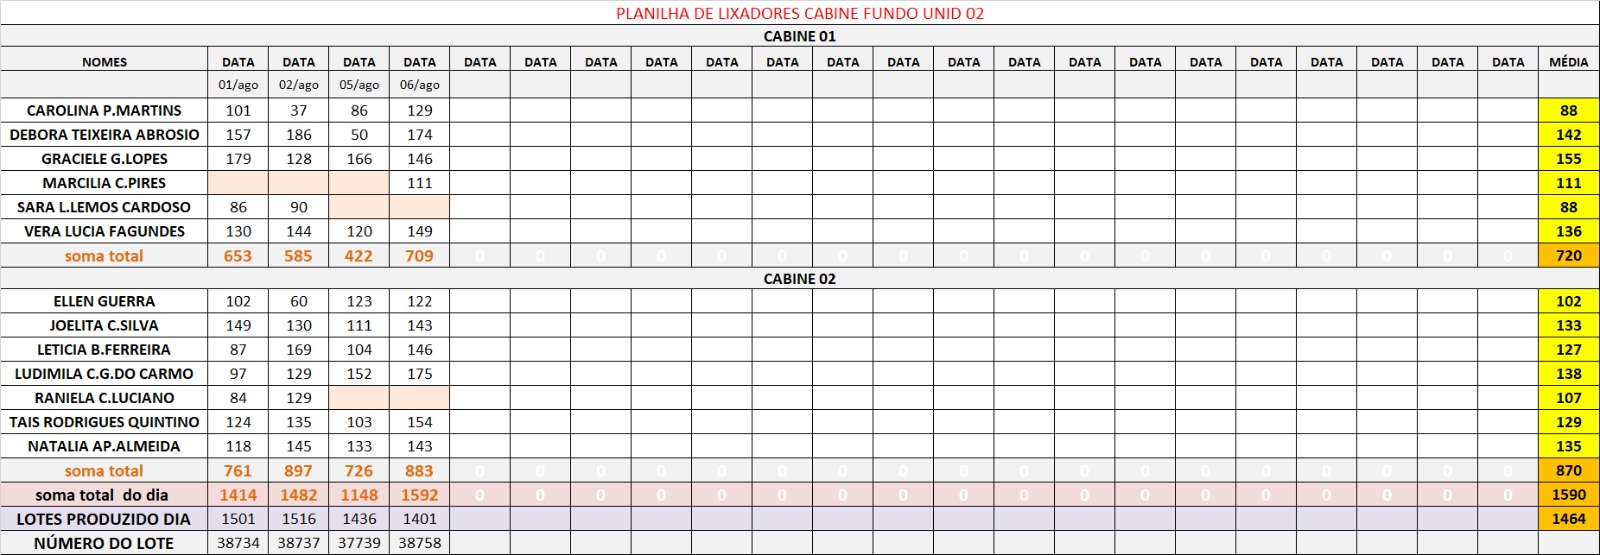 PLANILHA DE LIXADORES CABINE FUNDO UNID 02
CABINE 01
NOMES DATA DATA DATA DATA DATA DATA DATA DATA DATA DATA DATA DATA DATA DATA DATA DATA DATA DATA DATA DATA DATA DATA MÉDIA
01/ago 02/ago 05/ago 06/ago
CAROLINA P.MARTINS 101 37 86 129 88
DEBORA TEIXEIRA ABROSIO 157 186 50 174 142
GRACIELE G.LOPES 179 128 166 146 155
MARCILIA C.PIRES 111 111
SARA L.LEMOS CARDOSO 86 90 88
VERA LUCIA FAGUNDES 130 144 120 149 136
soma total 653 585 422 709 0 0 0 0 0 0 0 0 0 0 0 0 0 0 0 0 0 0 720
CABINE 02
ELLEN GUERRA 102 60 123 122 102
JOELITA C.SILVA 149 130 111 143 133
LETICIA B.FERREIRA 87 169 104 146 127
LUDIMILA C.G.DO CARMO 97 129 152 175 138
RANIELA C.LUCIANO 84 129 107
TAIS RODRIGUES QUINTINO 124 135 103 154 129
NATALIA AP.ALMEIDA 118 145 133 143 135
soma total 761 897 726 883 0 0 0 0 0 0 0 0 0 0 0 0 0 0 0 0 0 0 870
soma total do dia 1414 1482 1148 1592 0 0 0 0 0 0 0 0 0 0 0 0 0 0 0 0 0 0 1590
LOTES PRODUZIDO DIA 1501 1516 1436 1401 1464
NÚMERO DO LOTE 38734 38737 37739 38758